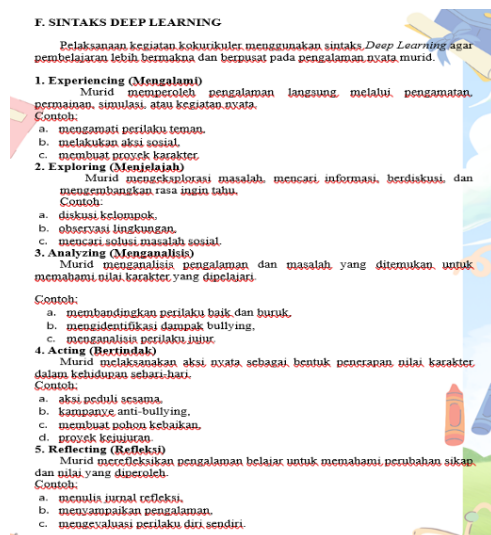 F. SINTAKS DEEP LEARNING
Pelaksanaan kegiatan kokurikuler menggunakan sintaks Deep Learning agar
pembelajaran lebih bermakna dan berpusat pada pengalaman nyata murid.
1. Experiencing (Mengalami)
Murid memperoleh pengalaman langsung melalui pengamatan,
permainan, simulasi, atau kegiatan nyata.
Contoh:
a. mengamati perilaku teman,
b. melakukan aksi sosial,
c. membuat proyek karakter.
2. Exploring (Menjelajah)
Murid mengeksplorasi masalah, mencari informasi, berdiskusi, dan
mengembangkan rasa ingin tahu.
Contoh:
a. diskusi kelompok,
b. observasi lingkungan,
c. mencari solusi masalah sosial.
3. Analyzing (Menganalisis)
Murid menganalisis pengalaman dan masalah yang ditemukan untuk
memahami nilai karakter yang dipelajari.
Contoh:
a. membandingkan perilaku baik dan buruk,
b. mengidentifikasi dampak bullying,
c. menganalisis perilaku jujur.
4. Acting (Bertindak)
Murid melaksanakan aksi nyata sebagai bentuk penerapan nilai karakter
dalam kehidupan sehari-hari.
Contoh:
a. aksi peduli sesama,
b. kampanye anti-bullying,
c. membuat pohon kebaikan,
d. proyek kejujuran.
5. Reflecting (Refleksi)
Murid merefleksikan pengalaman belajar untuk memahami perubahan sikap
dan nilai yang diperoleh.
Contoh:
a. menulis jurnal refleksi,
b. menyampaikan pengalaman,
c. mengevaluasi perilaku diri sendiri.